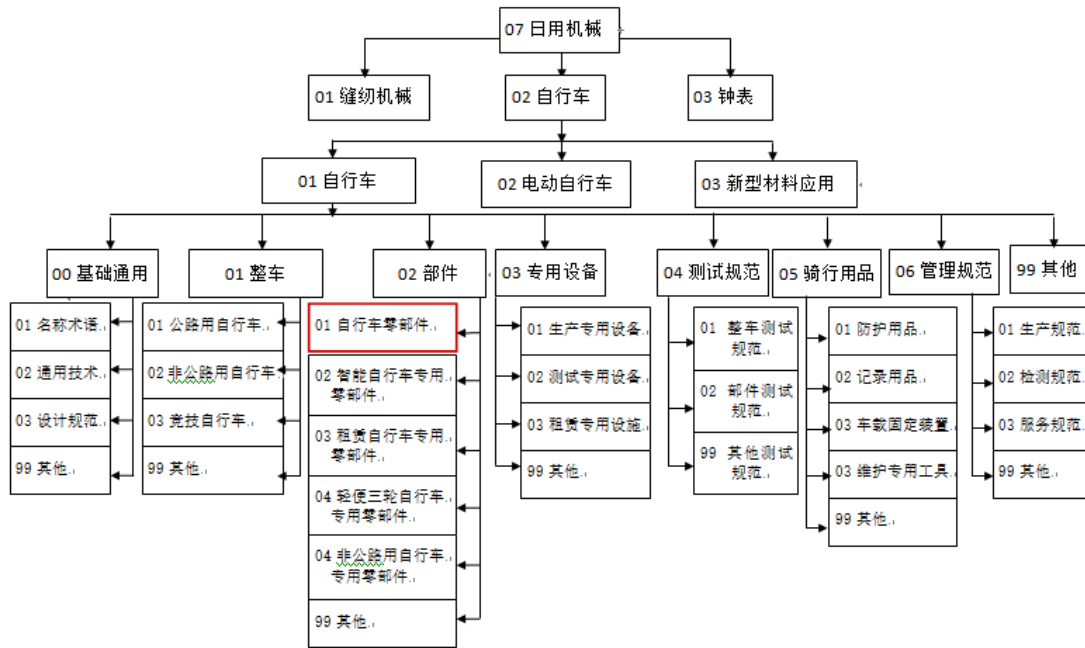 07 日用机械
01 缝纫机械
02 自行车
03 钟表
01 自行车
02 电动自行车
03 新型材料应用
00 基础通用
01 整车
02 部件
03 专用设备
04 测试规范
05 骑行用品
06 管理规范
99 其他
01 名称术语
02 通用技术
03 设计规范
99 其他
01 公路用自行车
02 非公路用自行车
03 竞技自行车
99 其他
01 自行车零部件
02 智能自行车专用
零部件
03 租赁自行车专用
零部件
04 轻便三轮自行车
专用零部件
04 非公路用自行车
专用零部件
99 其他
01 生产专用设备
02 测试专用设备
03 租赁专用设施
99 其他
01 整车测试
规范
02 部件测试
规范
99 其他测试
规范
01 防护用品
02 记录用品
03 车载固定装置
03 维护专用工具
99 其他
01 生产规范
02 检测规范
03 服务规范
99 其他